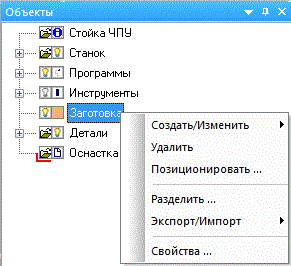 Объекты
Стойка ЧПУ
Станок
Программы
Инструменты
Заготовка
Детали
Оснастка
Создать/Изменить
Удалить
Позиционировать ...
Разделить ...
Экспорт/Импорт
Свойства ...